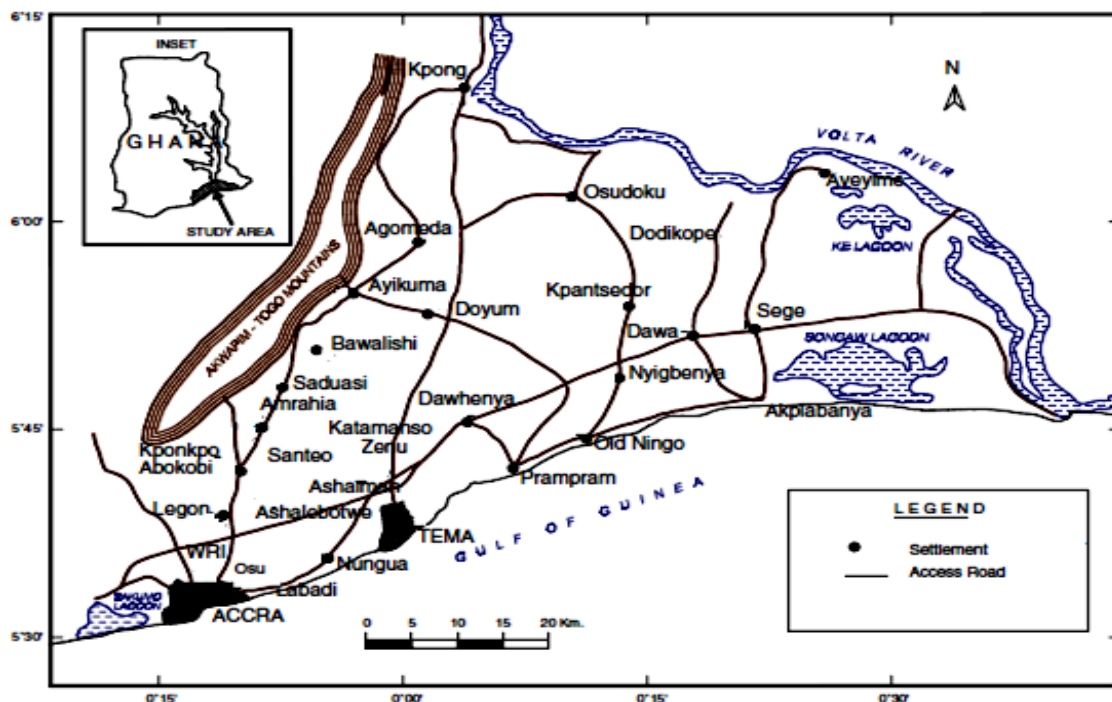 6°15'
INSET
GHANA
STUDY AREA
Kpong
N
VOLTA RIVER
Aveyime
6°00'
Osudoku
Agomeda
Dodikope
KE LAGOON
AKWAPIM - TOGO MOUNTAINS
Ayikuma
Kpantsedor
Doyum
Sege
Dawa
Bawalishi
SONGAW LAGOON
Nyigbenya
Saduasi
Dawhenya
Amrahia
Akplabanya
5°45'
Katamanso
Zenu
Old Ningo
Kponkpo
Abokobi
Santeo
Prampram
Ashaiman
GULF OF GUINEA
LEGEND
Legon
Ashalebotwe
TEMA
Settlement
WRI
Nungua
Osu
Access Road
Labadi
SAKUMO LAGOON
ACCRA
0 5 10 15 20 Km.
5°30'
0°15' 0°00' 0°15' 0°30'